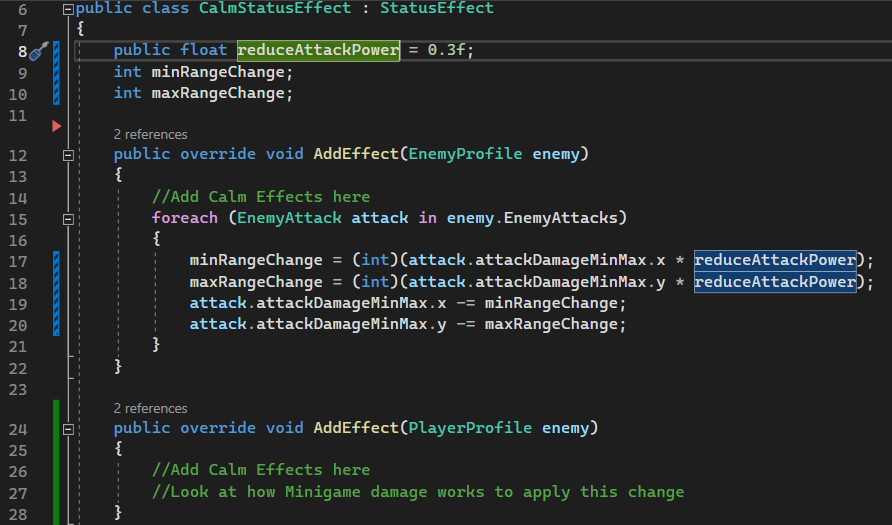 6 public class CalmStatusEffect : StatusEffect
7 {
8 public float reduceAttackPower = 0.3f;
9 int minRangeChange;
10 int maxRangeChange;
11
2 references
12 public override void AddEffect(EnemyProfile enemy)
13 {
14 //Add Calm Effects here
15 foreach (EnemyAttack attack in enemy.EnemyAttacks)
16 {
17 minRangeChange = (int)(attack.attackDamageMinMax.x * reduceAttackPower);
18 maxRangeChange = (int)(attack.attackDamageMinMax.y * reduceAttackPower);
19 attack.attackDamageMinMax.x -= minRangeChange;
20 attack.attackDamageMinMax.y -= maxRangeChange;
21 }
22 }
23
2 references
24 public override void AddEffect(PlayerProfile enemy)
25 {
26 //Add Calm Effects here
27 //Look at how Minigame damage works to apply this change
28 }